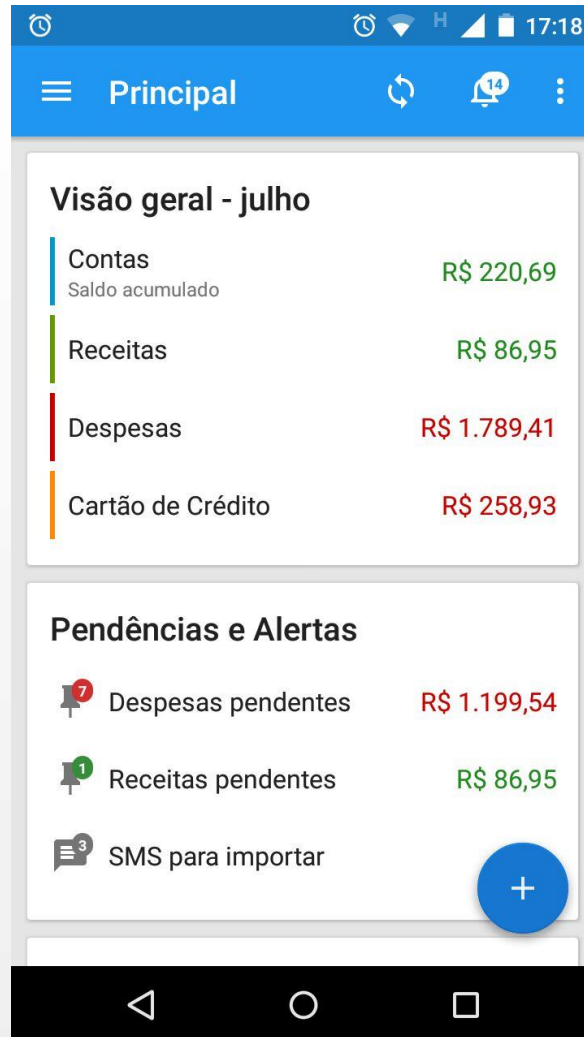 H 17:18
Principal
14
Visão geral - julho
Contas R$ 220,69
Saldo acumulado
Receitas R$ 86,95
Despesas R$ 1.789,41
Cartão de Crédito R$ 258,93
Pendências e Alertas
7 Despesas pendentes R$ 1.199,54
1 Receitas pendentes R$ 86,95
3 SMS para importar
+